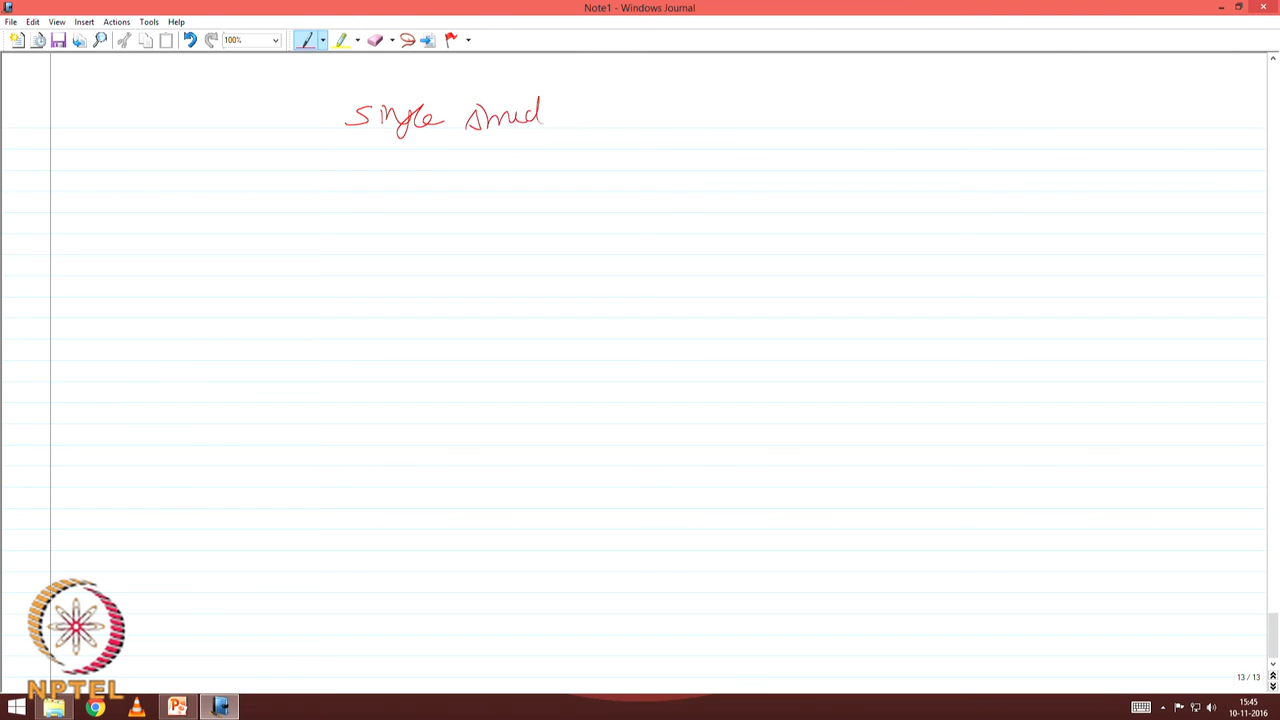 Note1 - Windows Journal
File Edit View Insert Actions Tools Help
100%
single
13 / 13
NPTEL
15:45
10-11-2016